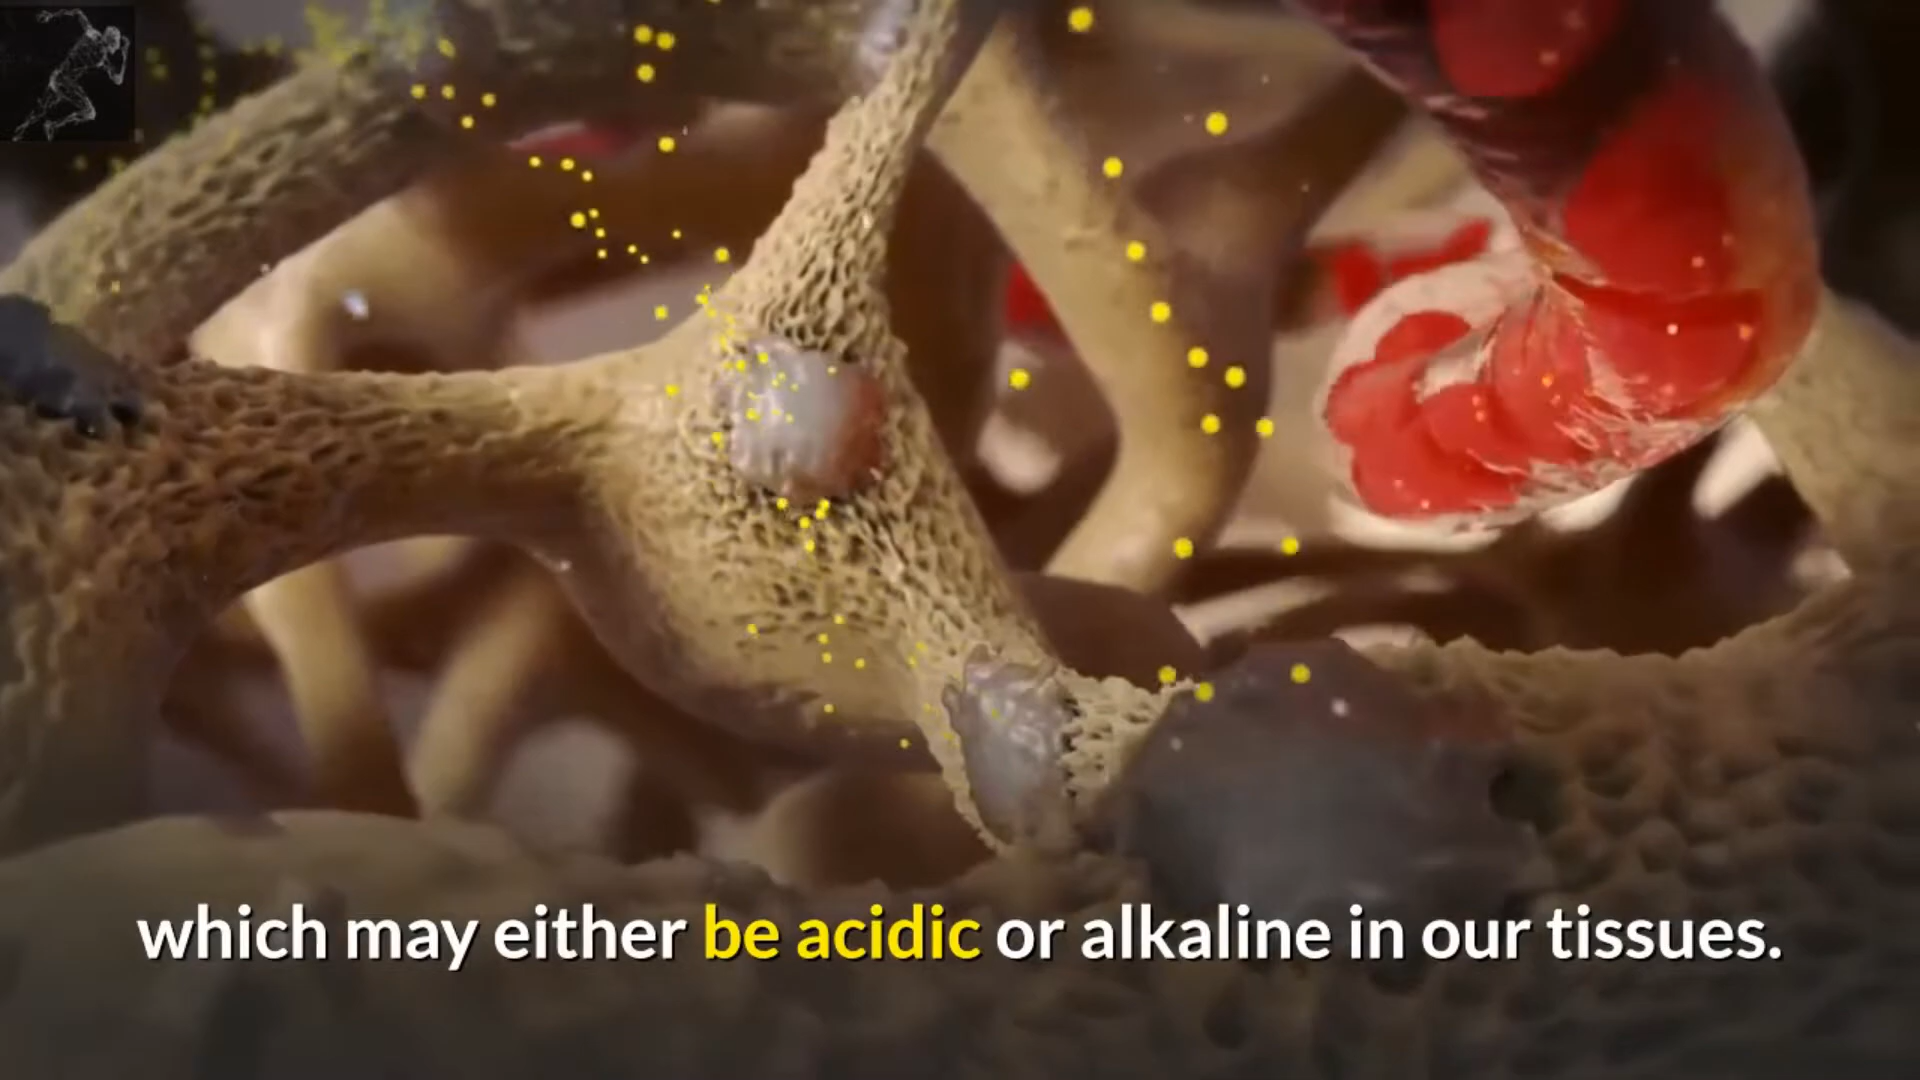 which may either be acidic or alkaline in our tissues.